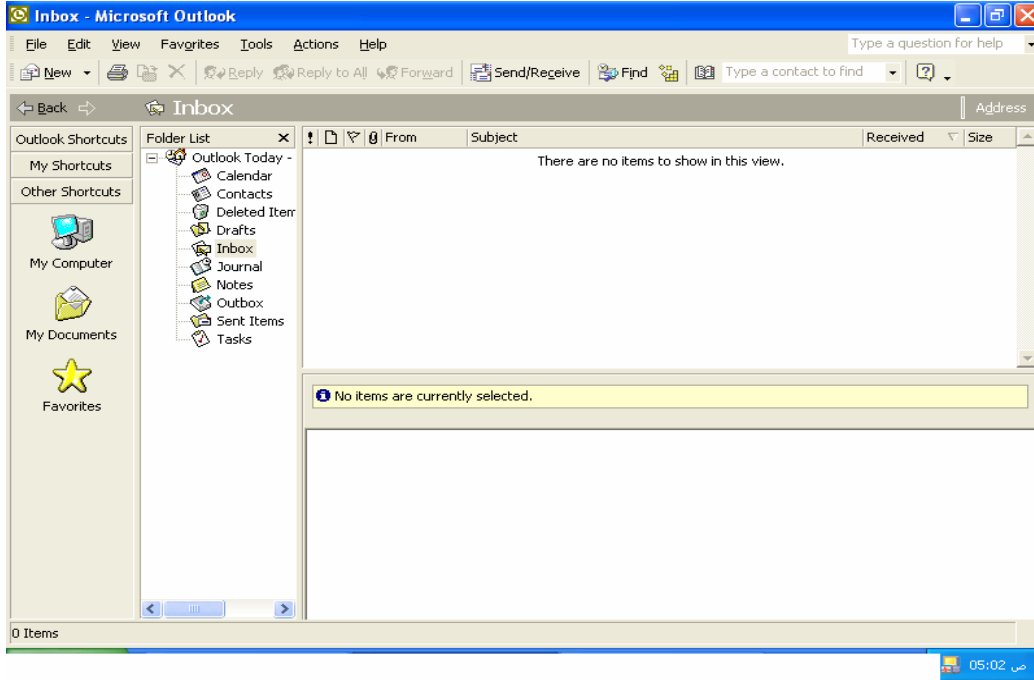 Inbox - Microsoft Outlook
File Edit View Favorites Tools Actions Help Type a question for help
New Reply Reply to All Forward Send/Receive Find Type a contact to find
Back Inbox Address
Outlook Shortcuts
My Shortcuts
Other Shortcuts
My Computer
My Documents
Favorites
Folder List
Outlook Today -
Calendar
Contacts
Deleted Item
Drafts
Inbox
Journal
Notes
Outbox
Sent Items
Tasks
From Subject Received Size
There are no items to show in this view.
No items are currently selected.
0 Items
05:02 ص